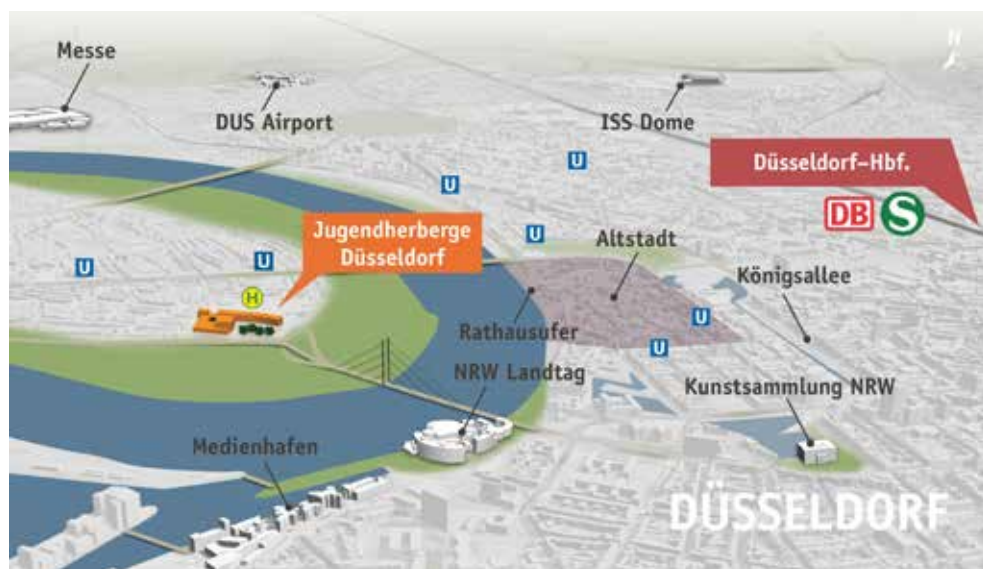 Messe
N
DUS Airport
ISS Dome
Düsseldorf-Hbf.
U
U
DB
S
Jugendherberge
Düsseldorf
U
Altstadt
U
U
Königsallee
H
Rathausufer
U
U
NRW Landtag
Kunstsammlung NRW
Medienhafen
DÜSSELDORF